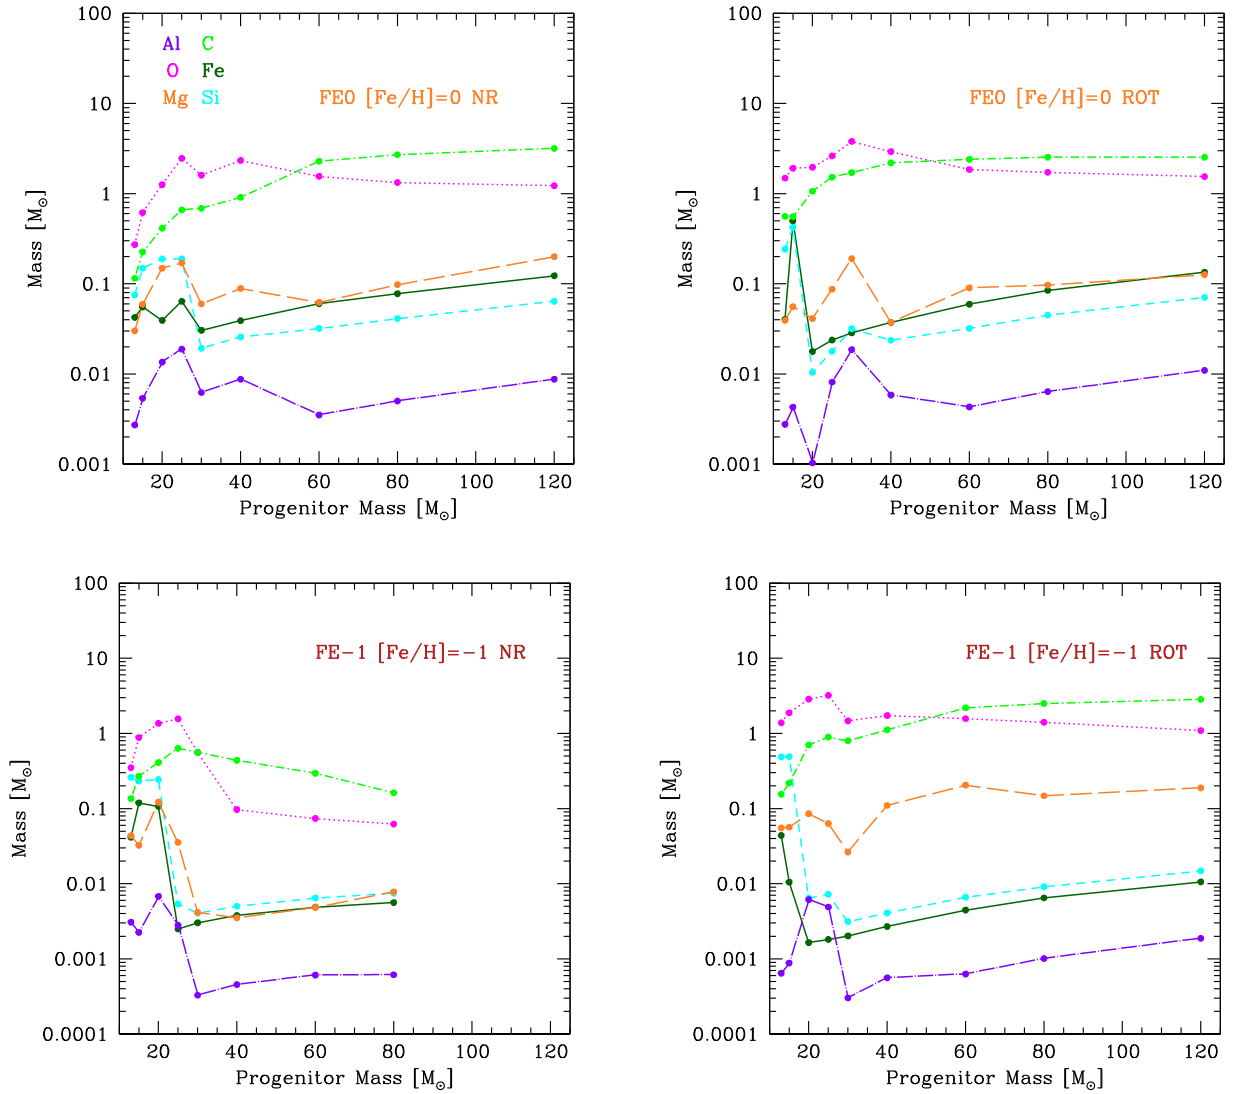 100
10
1
0.1
0.01
0.001
Mass [M⊙]
Al C
O Fe
Mg Si
FE0 [Fe/H]=0 NR
20 40 60 80 100 120
Progenitor Mass [M⊙]
100
10
1
0.1
0.01
0.001
Mass [M⊙]
FE0 [Fe/H]=0 ROT
20 40 60 80 100 120
Progenitor Mass [M⊙]
100
10
1
0.1
0.01
0.001
0.0001
Mass [M⊙]
FE−1 [Fe/H]=−1 NR
20 40 60 80 100 120
Progenitor Mass [M⊙]
100
10
1
0.1
0.01
0.001
0.0001
Mass [M⊙]
FE−1 [Fe/H]=−1 ROT
20 40 60 80 100 120
Progenitor Mass [M⊙]